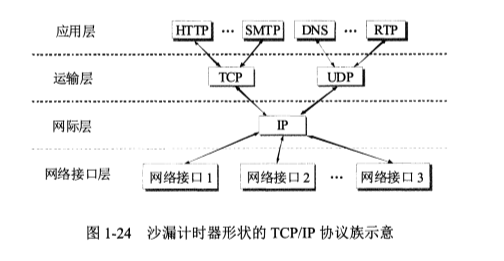 应用层 HTTP … SMTP DNS … RTP
运输层 TCP UDP
网际层 IP
网络接口层 网络接口 1 网络接口 2 … 网络接口 3
图 1-24 沙漏计时器形状的 TCP/IP 协议族示意